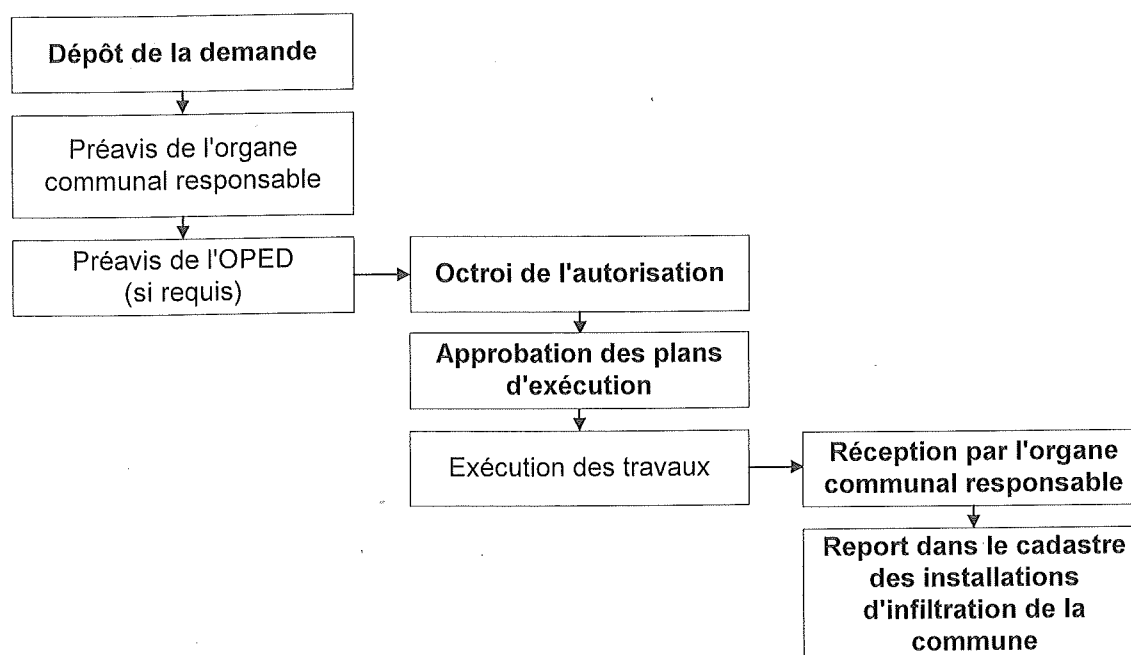 Dépôt de la demande
Préavis de l'organe
communal responsable
Préavis de l'OPED
(si requis)
Octroi de l'autorisation
Approbation des plans
d'exécution
Exécution des travaux
Réception par l'organe
communal responsable
Report dans le cadastre
des installations
d'infiltration de la
commune